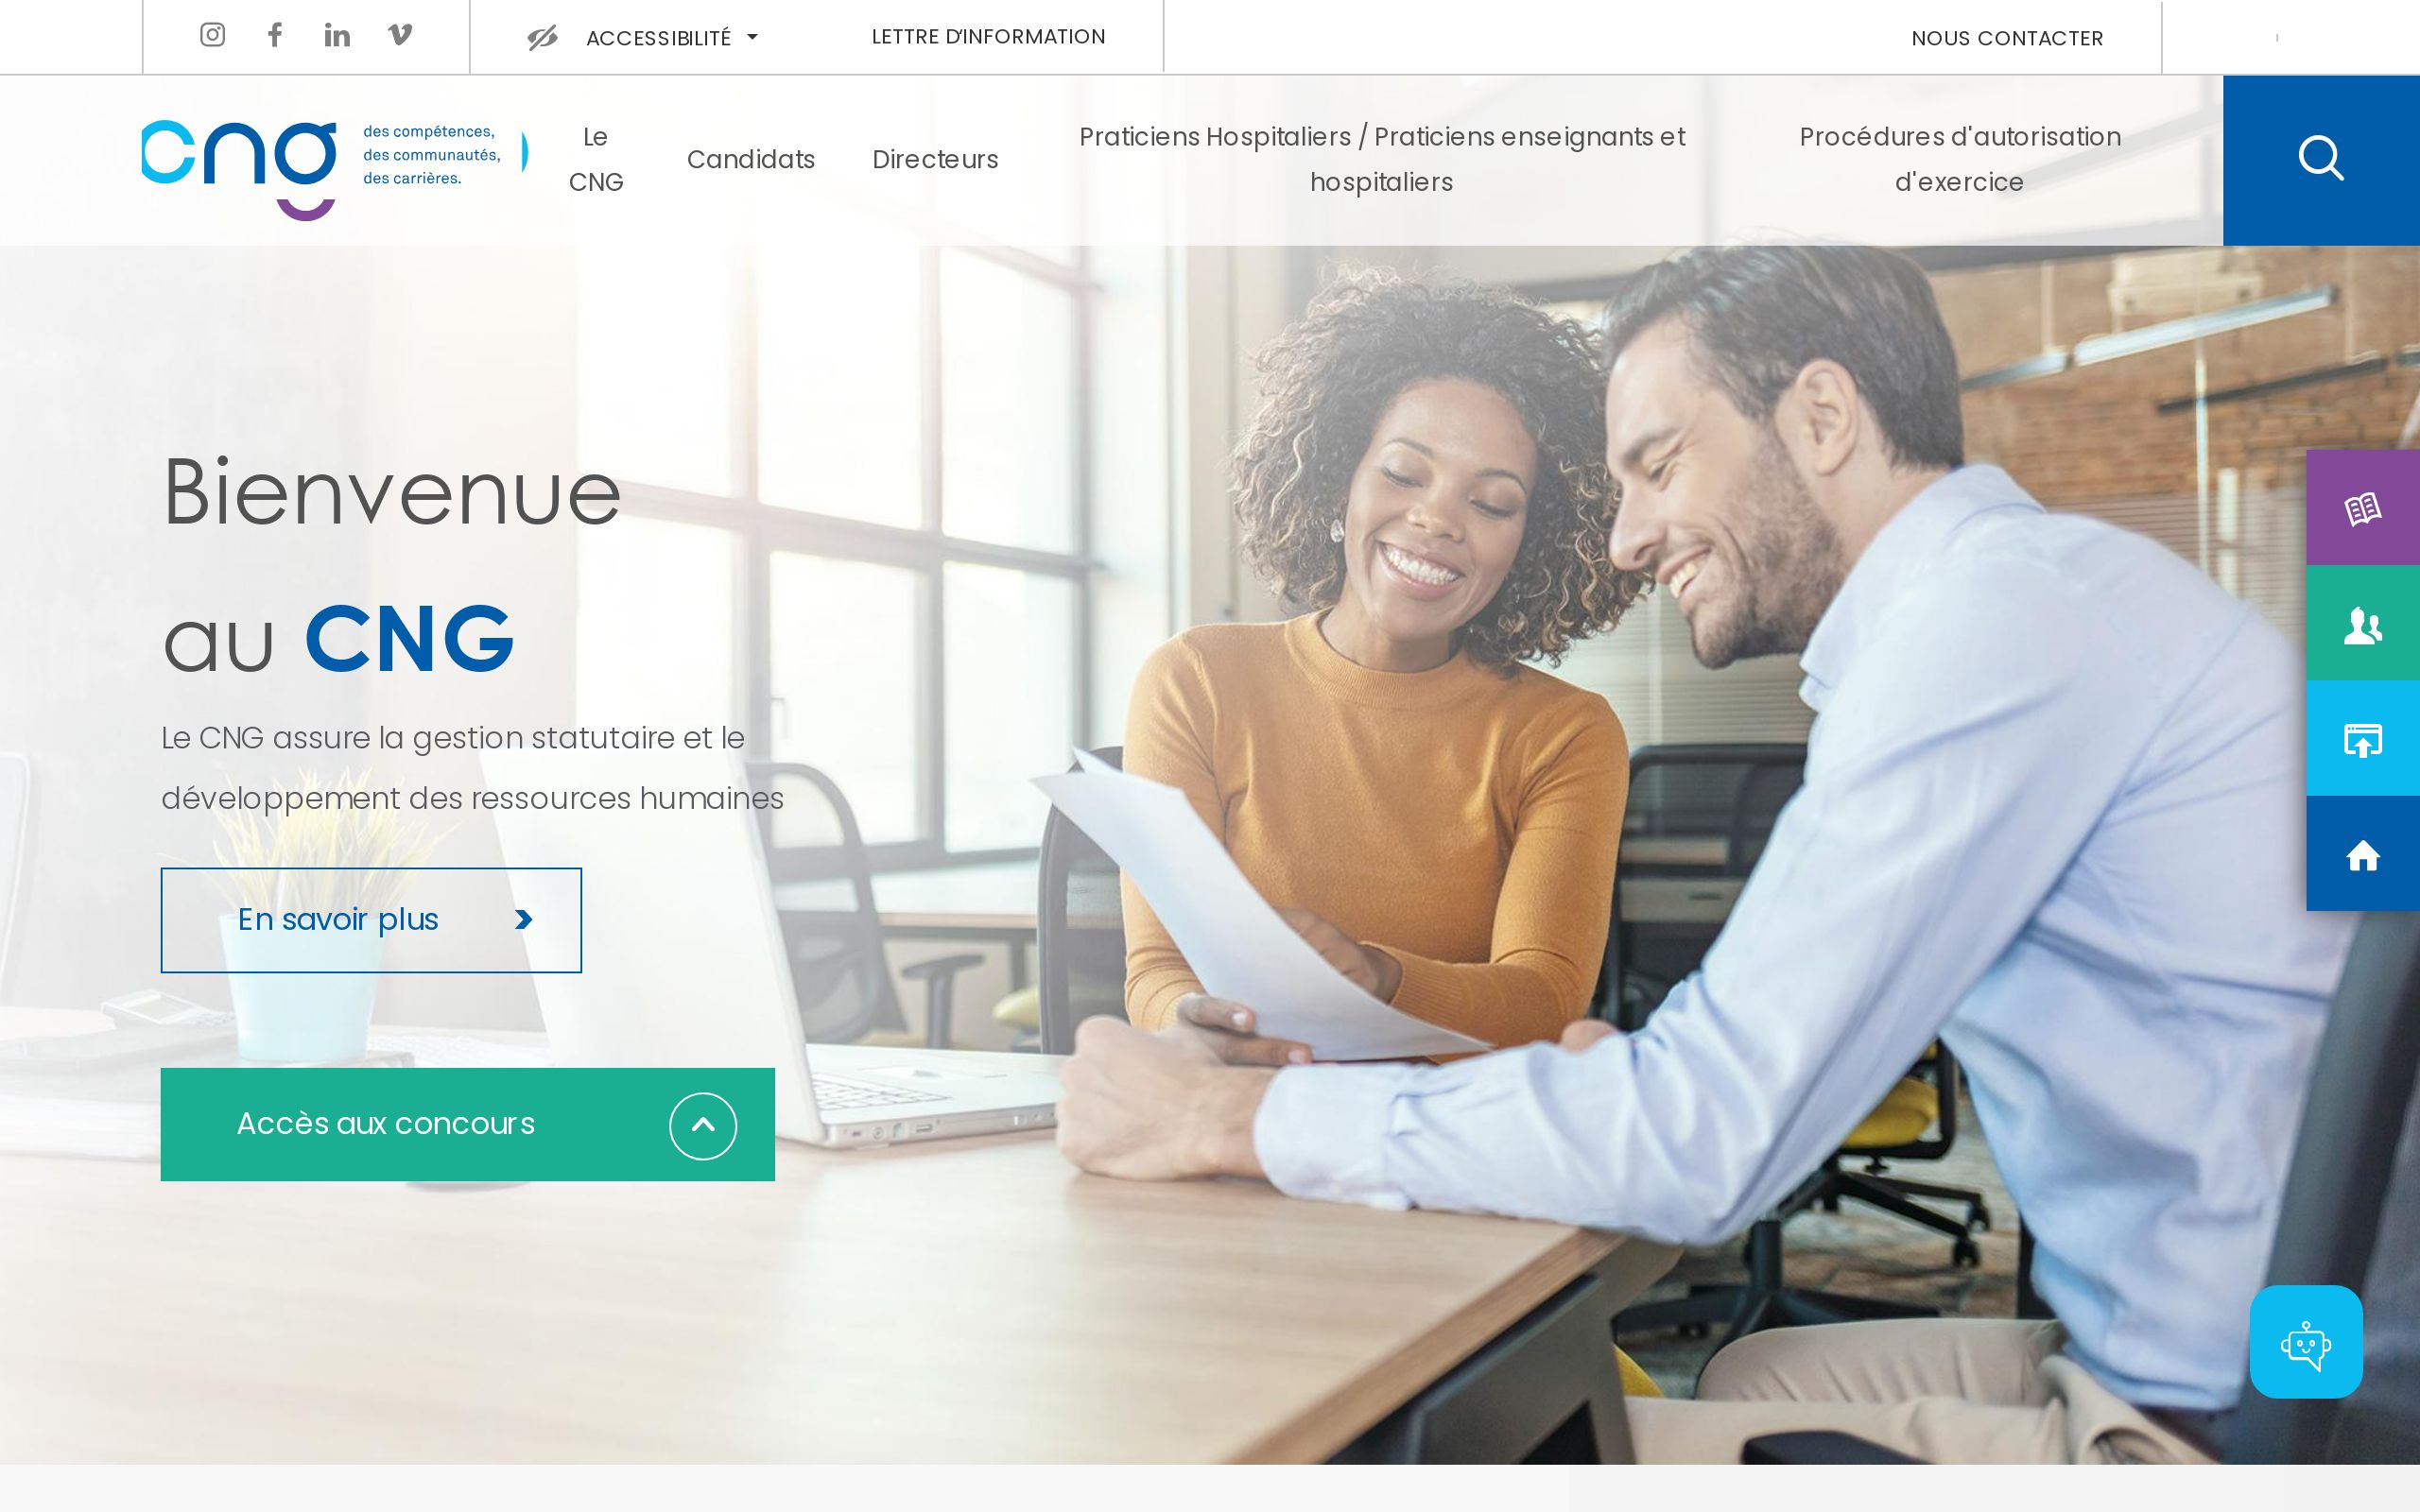 ACCESSIBILITÉ
LETTRE D'INFORMATION
NOUS CONTACTER
cng
des compétences,
des communautés,
des carrières.
Le
CNG
Candidats
Directeurs
Praticiens Hospitaliers / Praticiens enseignants et
hospitaliers
Procédures d'autorisation
d'exercice
Bienvenue
au CNG
Le CNG assure la gestion statutaire et le
développement des ressources humaines
En savoir plus
Accès aux concours